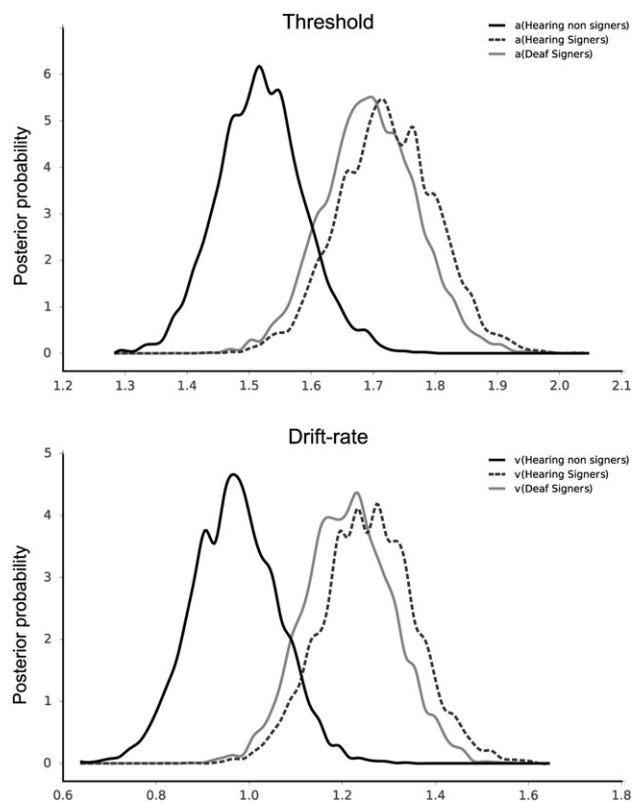 Threshold
a(Hearing non signers)
a(Hearing Signers)
a(Deaf Signers)
Posterior probability
6
5
4
3
2
1
0
1.2 1.3 1.4 1.5 1.6 1.7 1.8 1.9 2.0 2.1
Drift-rate
v(Hearing non signers)
v(Hearing Signers)
v(Deaf Signers)
Posterior probability
5
4
3
2
1
0
0.6 0.8 1.0 1.2 1.4 1.6 1.8